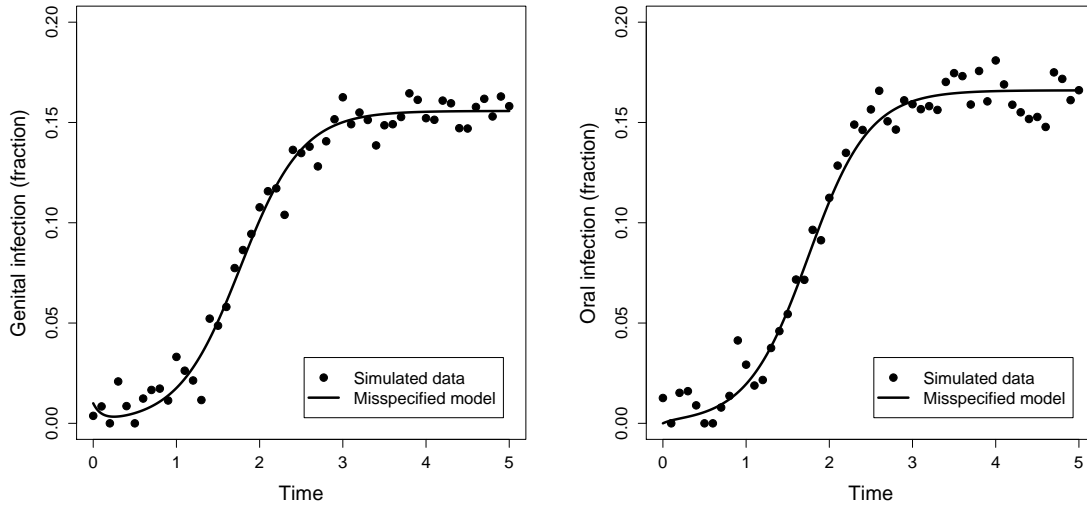 Genital infection (fraction)
0.20
0.15
0.10
0.05
0.00
0 1 2 3 4 5
Time
Simulated data
Misspecified model
Oral infection (fraction)
0.20
0.15
0.10
0.05
0.00
0 1 2 3 4 5
Time
Simulated data
Misspecified model